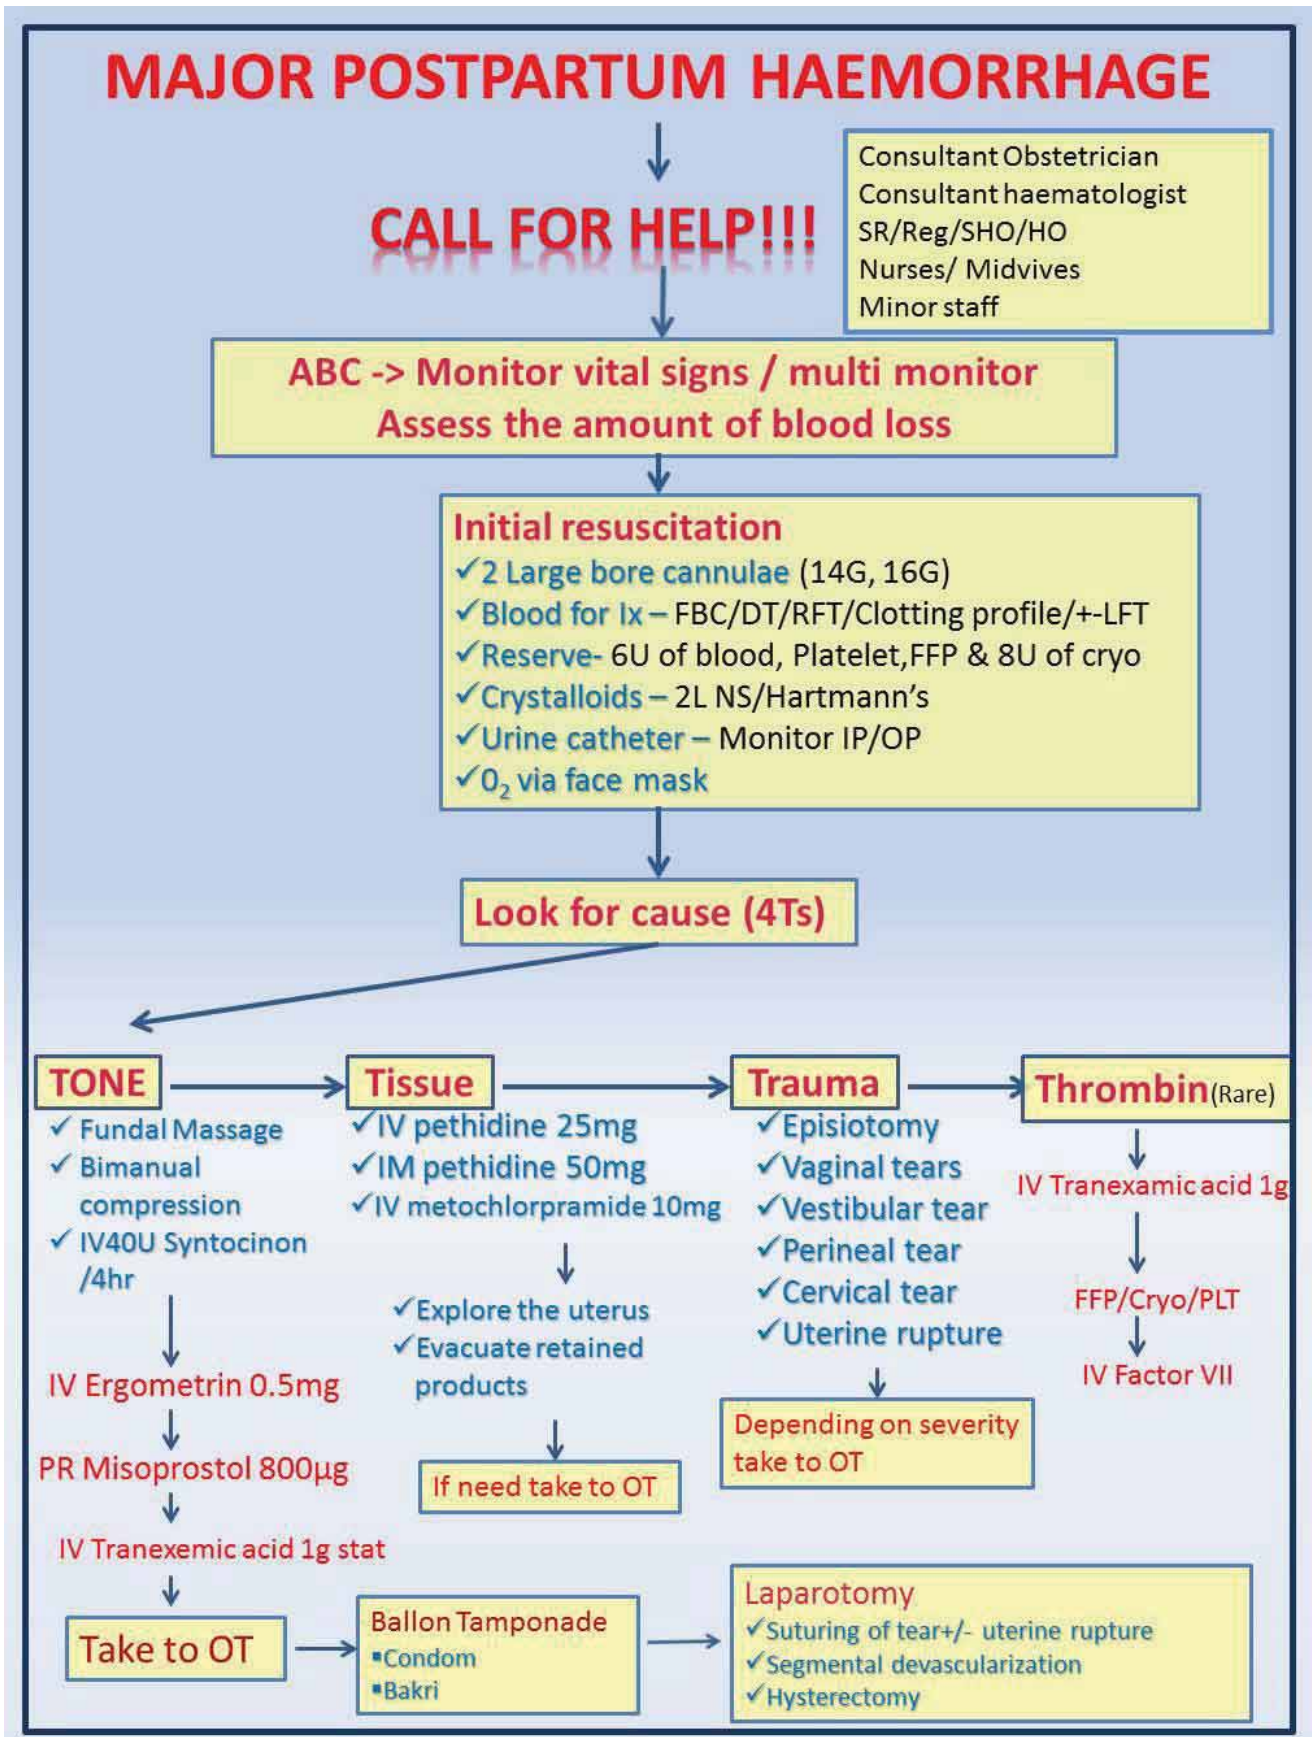 MAJOR POSTPARTUM HAEMORRHAGE
CALL FOR HELP!!!
Consultant Obstetrician
Consultant haematologist
SR/Reg/SHO/HO
Nurses/ Midvives
Minor staff
ABC -> Monitor vital signs / multi monitor
Assess the amount of blood loss
Initial resuscitation
✓2 Large bore cannulae (14G, 16G)
✓Blood for Ix – FBC/DT/RFT/Clotting profile/+-LFT
✓Reserve- 6U of blood, Platelet,FFP & 8U of cryo
✓Crystalloids – 2L NS/Hartmann’s
✓Urine catheter – Monitor IP/OP
✓0₂ via face mask
Look for cause (4Ts)
TONE
✓ Fundal Massage
✓ Bimanual
compression
✓ IV40U Syntocinon
/4hr
IV Ergometrin 0.5mg
PR Misoprostol 800µg
IV Tranexemic acid 1g stat
Take to OT
Tissue
✓IV pethidine 25mg
✓IM pethidine 50mg
✓IV metochlorpramide 10mg
✓Explore the uterus
✓Evacuate retained
products
If need take to OT
Trauma
✓Episiotomy
✓Vaginal tears
✓Vestibular tear
✓Perineal tear
✓Cervical tear
✓Uterine rupture
Depending on severity
take to OT
Thrombin(Rare)
IV Tranexamic acid 1g
FFP/Cryo/PLT
IV Factor VII
Ballon Tamponade
▪Condom
▪Bakri
Laparotomy
✓Suturing of tear+/- uterine rupture
✓Segmental devascularization
✓Hysterectomy